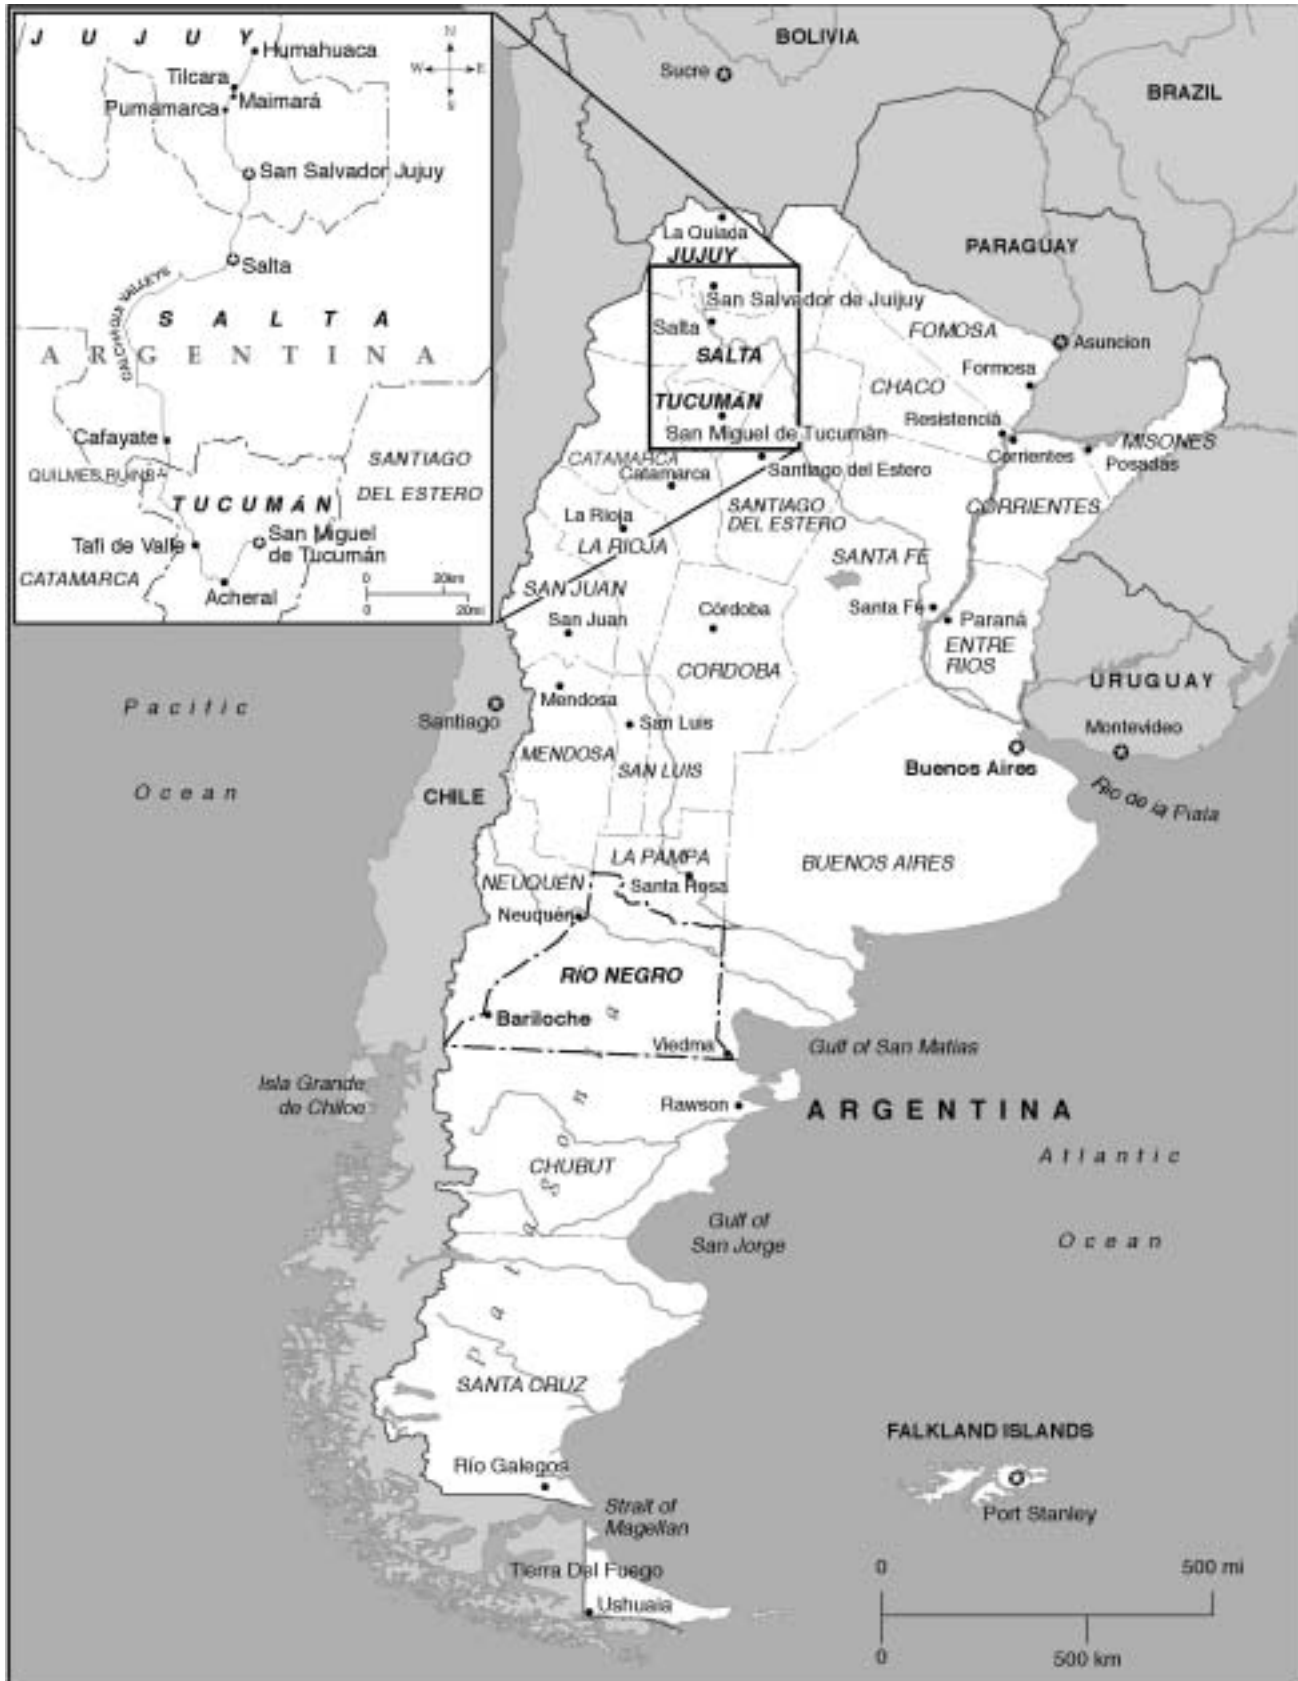 JUJUY
Humahuaca
N
W
E
S
Tilcara
Maimará
Pumamarca
San Salvador Jujuy
Salta
CALCHAQUI VALLEYS
SALTA
ARGENTINA
Cafayate
QUILMES RUINS
SANTIAGO
DEL ESTERO
TUCUMÁN
Tafi de Valle
San Miguel
de Tucumán
CATAMARCA
Acheral
0
20km
0
20mi
BOLIVIA
Sucre
BRAZIL
La Quiada
JUJUY
PARAGUAY
San Salvador de Juijuy
Salta
FOMOSA
Asuncion
SALTA
Formosa
CHACO
TUCUMÁN
Resistenciá
San Miguel de Tucumán
MISONES
Corrientes
Posadas
CATAMARCA
Catamarca
Santiago del Estero
La Rioja
SANTIAGO
DEL ESTERO
CORRIENTES
LA RIOJA
SANTA FE
SAN JUAN
San Juan
Córdoba
Santa Fé
Paraná
ENTRE
RIOS
CORDOBA
URUGUAY
Pacific
Mendosa
Santiago
San Luis
Montevideo
MENDOSA
SAN LUIS
Buenos Aires
Ocean
CHILE
Rio de la Plata
LA PAMPA
BUENOS AIRES
NEUQUÉN
Santa Rosa
Neuquén
RÍO NEGRO
Bariloche
Viedma
Gulf of San Matias
Isla Grande
de Chiloe
Rawson
ARGENTINA
Patagonia
CHUBUT
Atlantic
Gulf of
San Jorge
Ocean
SANTA CRUZ
FALKLAND ISLANDS
Río Galegos
Port Stanley
Strait of
Magellan
Tierra Del Fuego
Ushuaia
0
500 mi
0
500 km